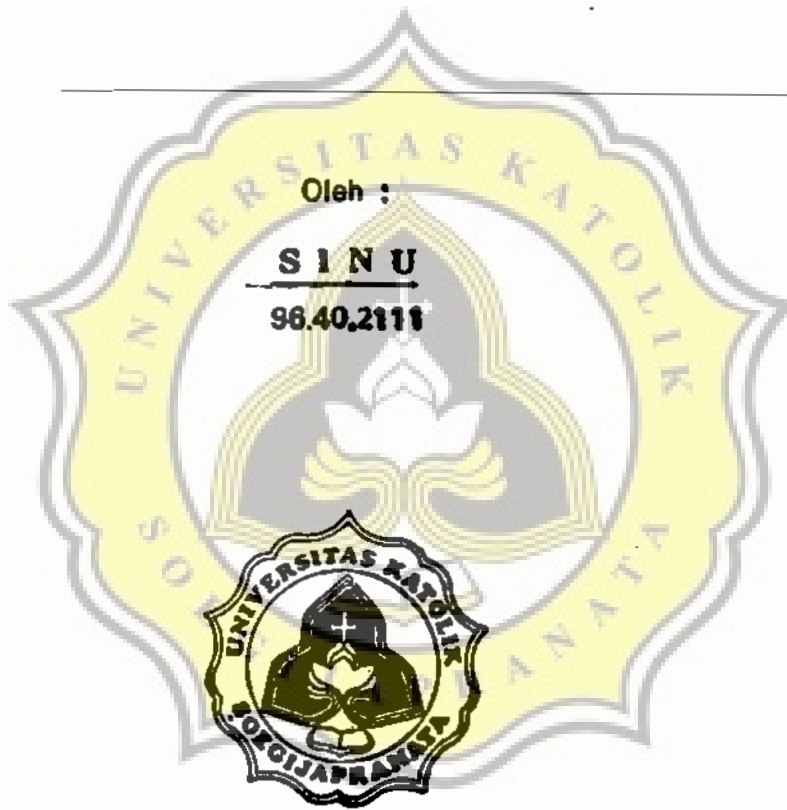 Oleh :
S I N U
96.40.2111
UNIVERSITAS KATOLIK
SOEGIJAPRANATA
UNIVERSITAS KATOLIK
SOEGIJAPRANATA